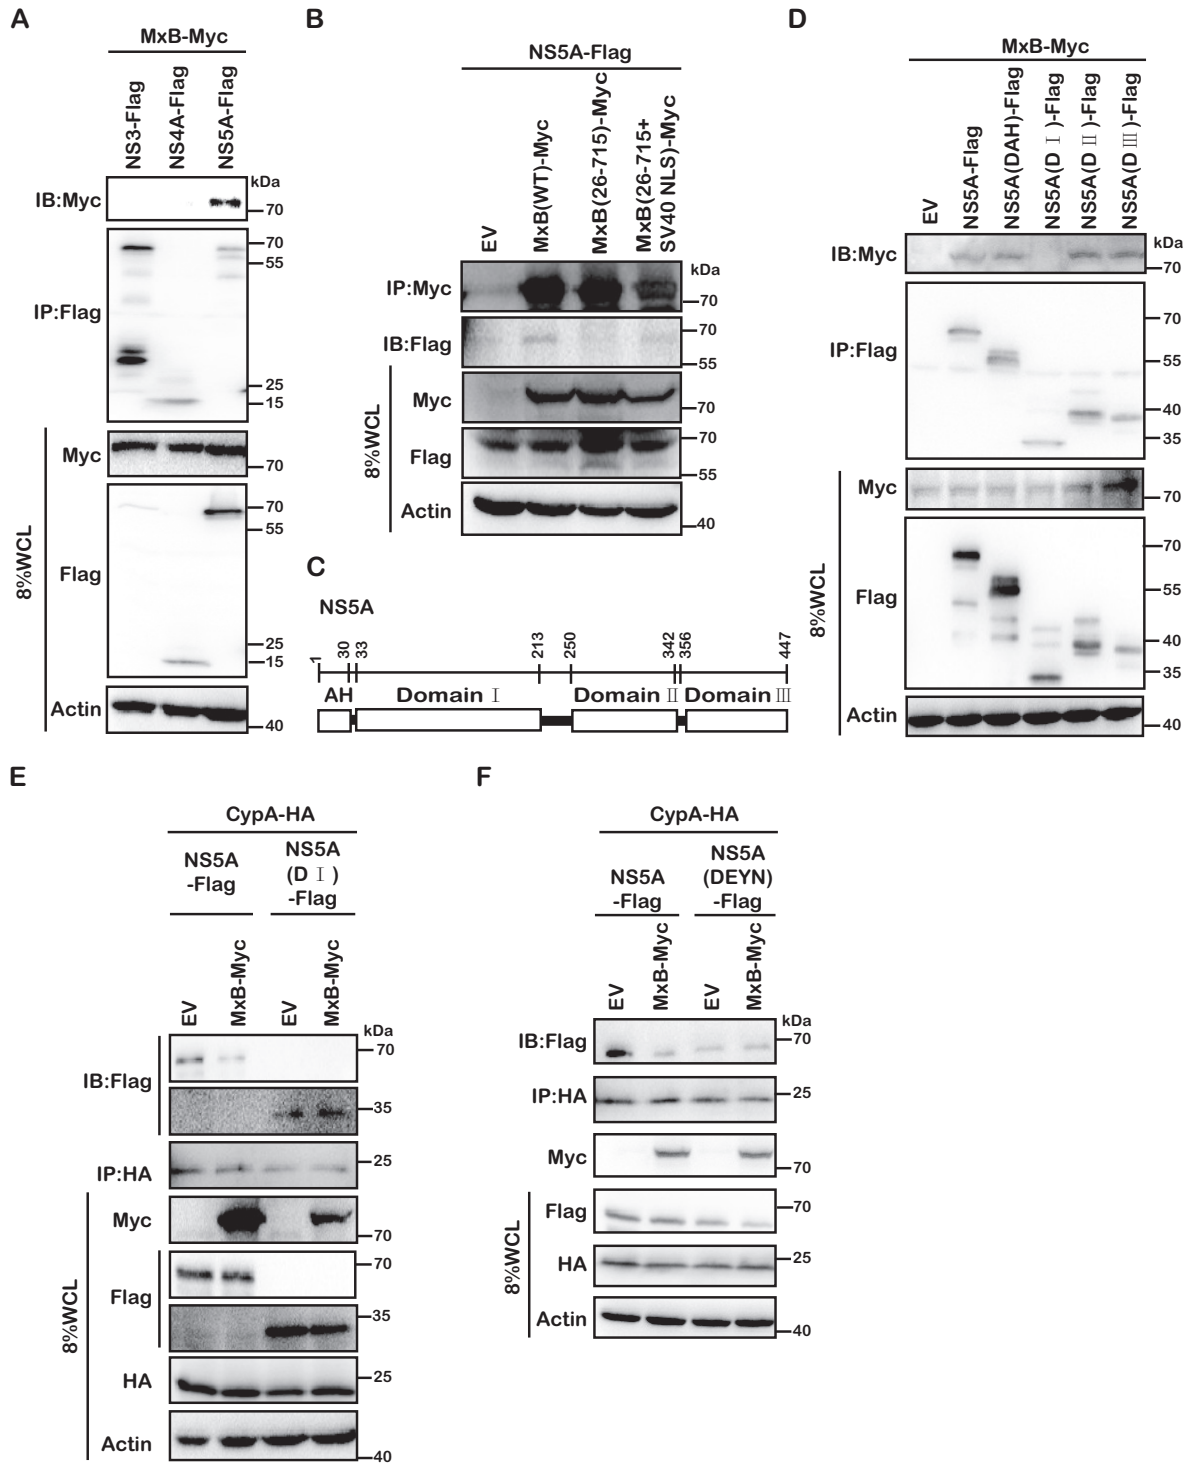 A
MxB-Myc
NS3-Flag
NS4A-Flag
NS5A-Flag
kDa
IB:Myc
70
70
55
IP:Flag
25
15
Myc
70
70
55
Flag
25
15
8%WCL
Actin
40
B
NS5A-Flag
EV
MxB(WT)-Myc
MxB(26-715)-Myc
MxB(26-715+
SV40 NLS)-Myc
kDa
IP:Myc
70
70
IB:Flag
55
Myc
70
70
Flag
55
8%WCL
Actin
40
C
NS5A
1
30
33
213
250
342
356
447
AH
Domain Ⅰ
Domain Ⅱ
Domain Ⅲ
D
MxB-Myc
EV
NS5A-Flag
NS5A(DAH)-Flag
NS5A(D Ⅰ )-Flag
NS5A(D Ⅱ )-Flag
NS5A(D Ⅲ )-Flag
kDa
IB:Myc
70
70
IP:Flag
55
40
35
Myc
70
70
55
Flag
40
35
8%WCL
Actin
40
E
CypA-HA
NS5A
-Flag
NS5A
(D Ⅰ )
-Flag
EV
MxB-Myc
EV
MxB-Myc
kDa
70
IB:Flag
35
25
IP:HA
Myc
70
70
Flag
35
8%WCL
25
HA
Actin
40
F
CypA-HA
NS5A
-Flag
NS5A
(DEYN)
-Flag
EV
MxB-Myc
EV
MxB-Myc
kDa
IB:Flag
70
IP:HA
25
Myc
70
Flag
70
8%WCL
HA
25
Actin
40